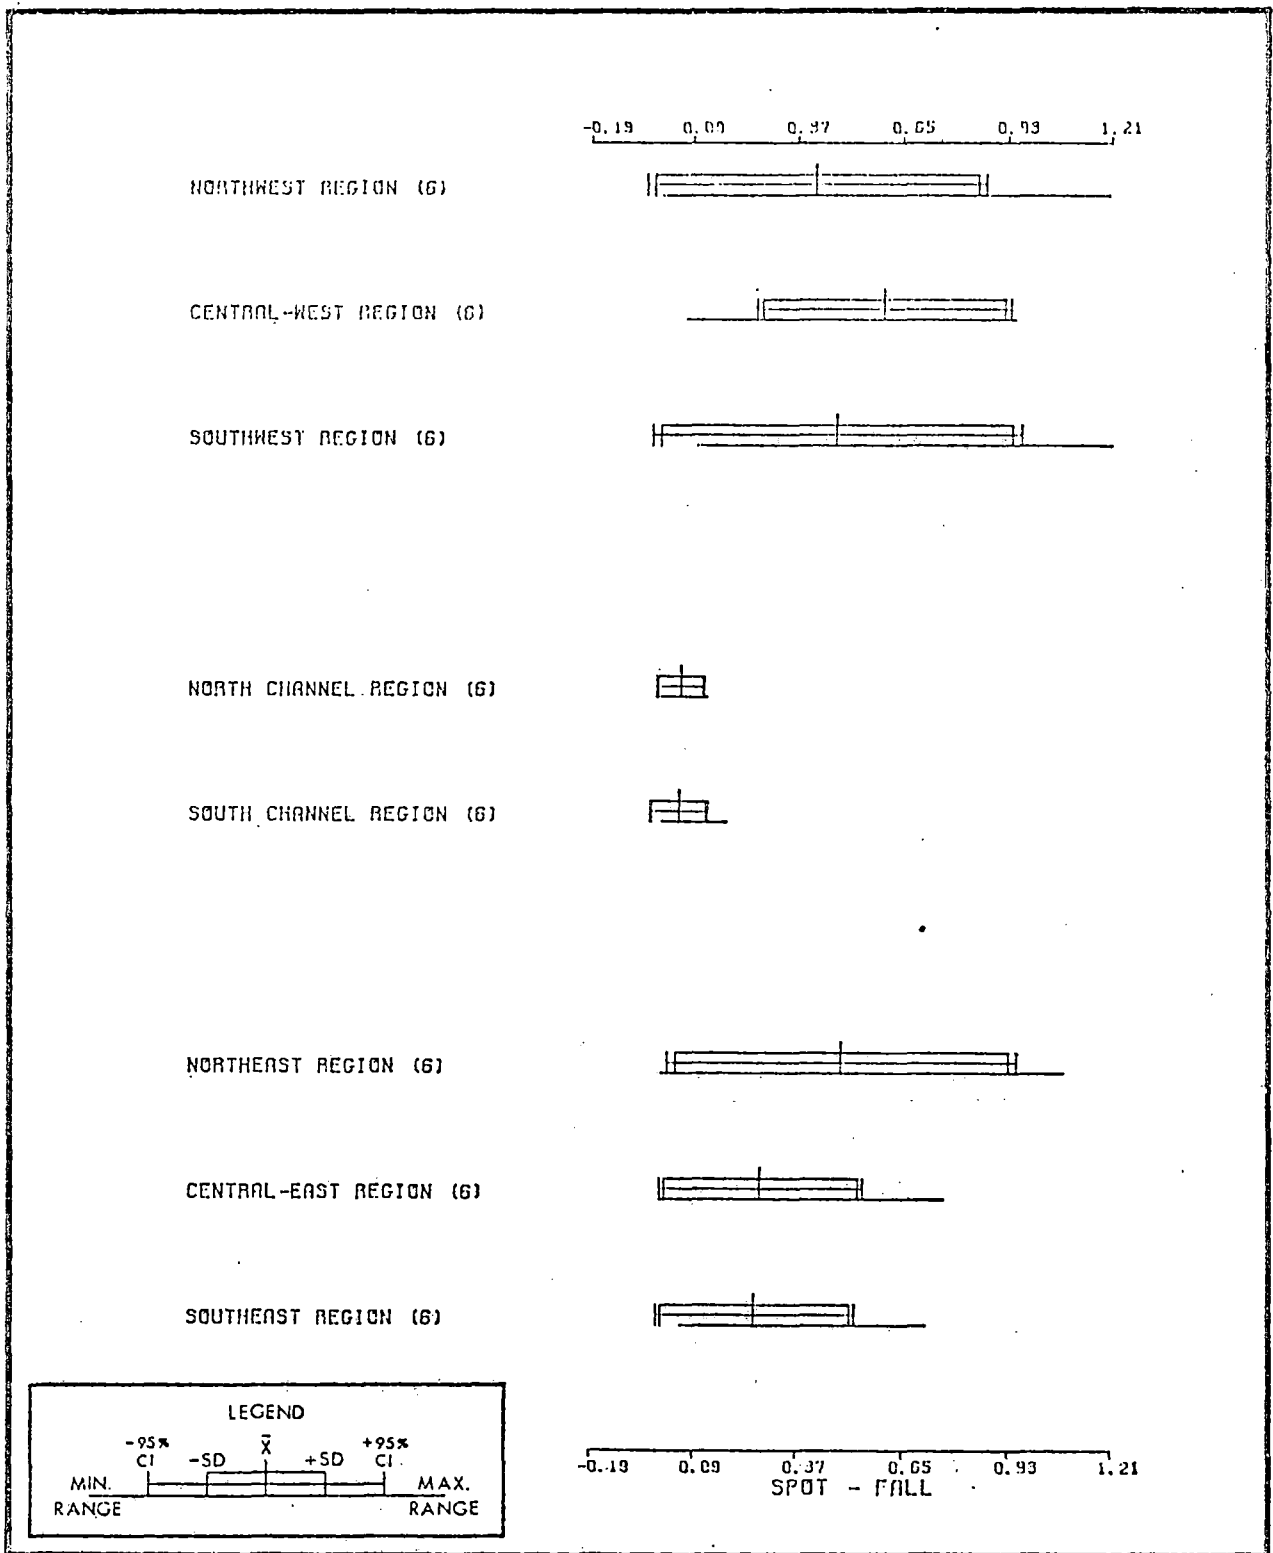 -0.19 0.09 0.37 0.65 0.93 1.21
NORTHWEST REGION (6)
CENTRAL-WEST REGION (6)
SOUTHWEST REGION (6)
NORTH CHANNEL REGION (6)
SOUTH CHANNEL REGION (6)
NORTHEAST REGION (6)
CENTRAL-EAST REGION (6)
SOUTHEAST REGION (6)
LEGEND
-95% CI -SD X̄ +SD +95% CI
MIN. RANGE MAX. RANGE
-0.19 0.09 0.37 0.65 0.93 1.21
SPOT - FALL